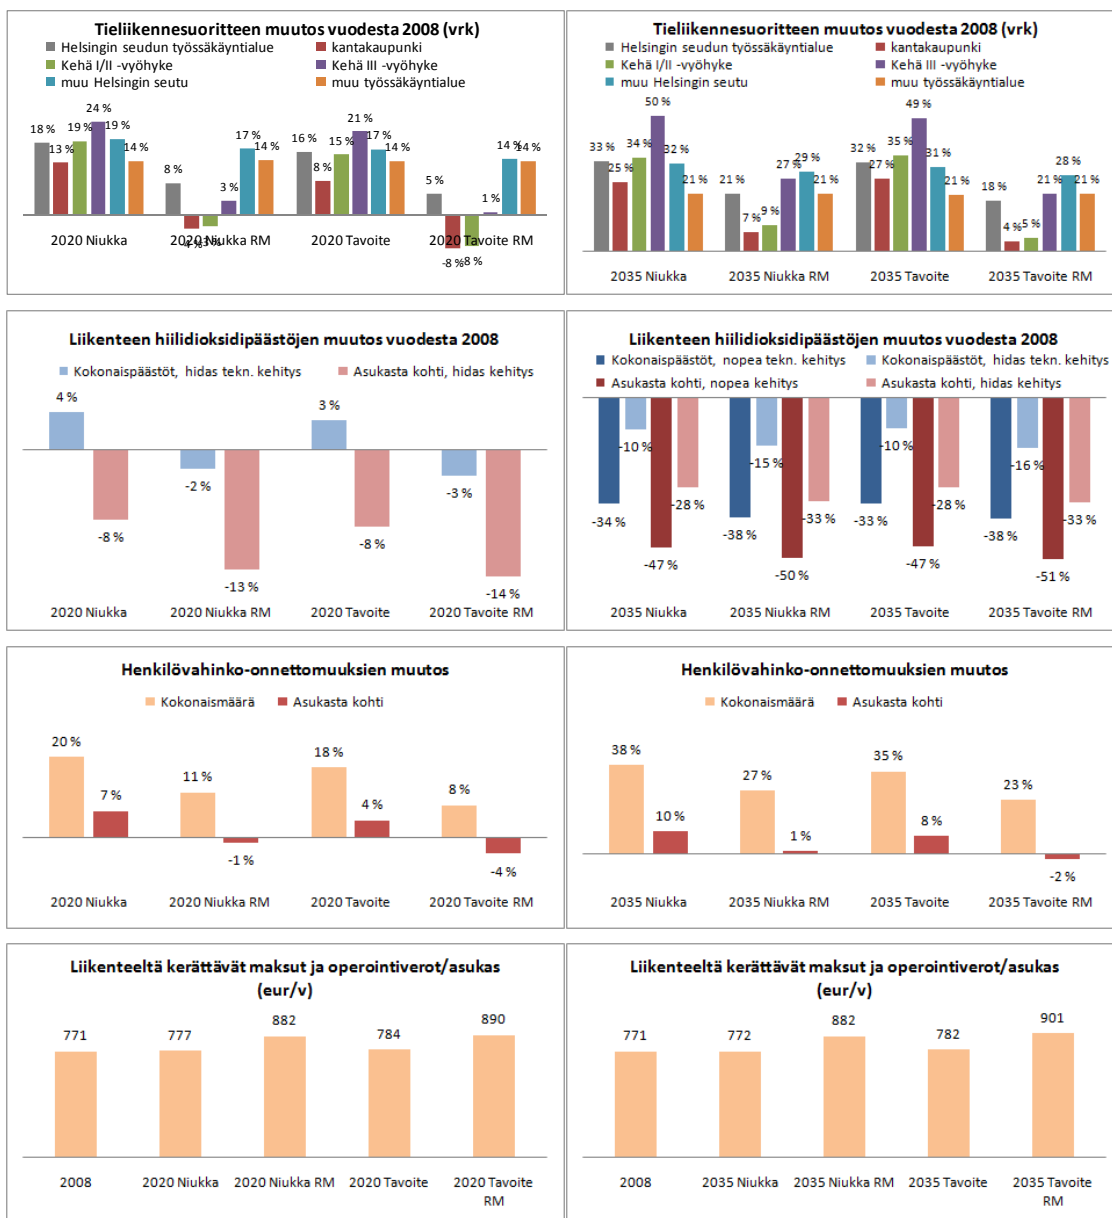 Tieliikennesuoritteen muutos vuodesta 2008 (vrk)
Helsingin seudun työssäkäyntialue kantakaupunki
Kehä I/II -vyöhyke Kehä III -vyöhyke
muu Helsingin seutu muu työssäkäyntialue
18 % 13 % 19 % 24 % 19 % 14 %
8 % -4 % -3 % 3 % 17 % 14 %
16 % 8 % 15 % 21 % 17 % 14 %
5 % -8 % -8 % 1 % 14 % 14 %
2020 Niukka 2020 Niukka RM 2020 Tavoite 2020 Tavoite RM
Tieliikennesuoritteen muutos vuodesta 2008 (vrk)
Helsingin seudun työssäkäyntialue kantakaupunki
Kehä I/II -vyöhyke Kehä III -vyöhyke
muu Helsingin seutu muu työssäkäyntialue
33 % 25 % 34 % 50 % 32 % 21 %
21 % 7 % 9 % 27 % 29 % 21 %
32 % 27 % 35 % 49 % 31 % 21 %
18 % 4 % 5 % 21 % 28 % 21 %
2035 Niukka 2035 Niukka RM 2035 Tavoite 2035 Tavoite RM
Liikenteen hiilidioksidipäästöjen muutos vuodesta 2008
Kokonaispäästöt, hidas tekn. kehitys Asukasta kohti, hidas kehitys
4 % -8 % -2 % -13 % 3 % -8 % -3 % -14 %
2020 Niukka 2020 Niukka RM 2020 Tavoite 2020 Tavoite RM
Liikenteen hiilidioksidipäästöjen muutos vuodesta 2008
Kokonaispäästöt, nopea tekn. kehitys Kokonaispäästöt, hidas tekn. kehitys
Asukasta kohti, nopea kehitys Asukasta kohti, hidas kehitys
-34 % -10 % -47 % -28 %
-38 % -15 % -50 % -33 %
-33 % -10 % -47 % -28 %
-38 % -16 % -51 % -33 %
2035 Niukka 2035 Niukka RM 2035 Tavoite 2035 Tavoite RM
Henkilövahinko-onnettomuuksien muutos
Kokonaismäärä Asukasta kohti
20 % 7 % 11 % -1 % 18 % 4 % 8 % -4 %
2020 Niukka 2020 Niukka RM 2020 Tavoite 2020 Tavoite RM
Henkilövahinko-onnettomuuksien muutos
Kokonaismäärä Asukasta kohti
38 % 10 % 27 % 1 % 35 % 8 % 23 % -2 %
2035 Niukka 2035 Niukka RM 2035 Tavoite 2035 Tavoite RM
Liikenteeltä kerättävät maksut ja operointiverot/asukas
(eur/v)
771 777 882 784 890
2008 2020 Niukka 2020 Niukka RM 2020 Tavoite 2020 Tavoite
RM
Liikenteeltä kerättävät maksut ja operointiverot/asukas
(eur/v)
771 772 882 782 901
2008 2035 Niukka 2035 Niukka RM 2035 Tavoite 2035 Tavoite
RM